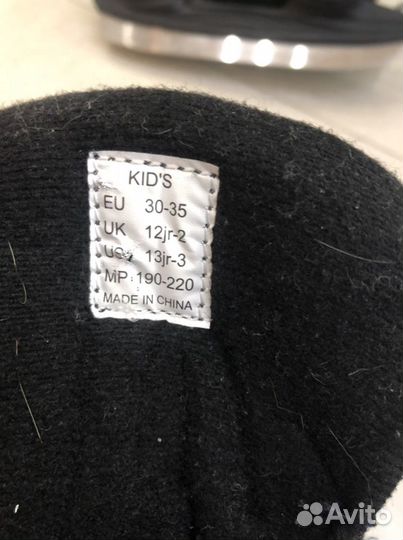 KID'S
EU 30-35
UK 12jr-2
US 13jr-3
MP 190-220
MADE IN CHINA
Avito